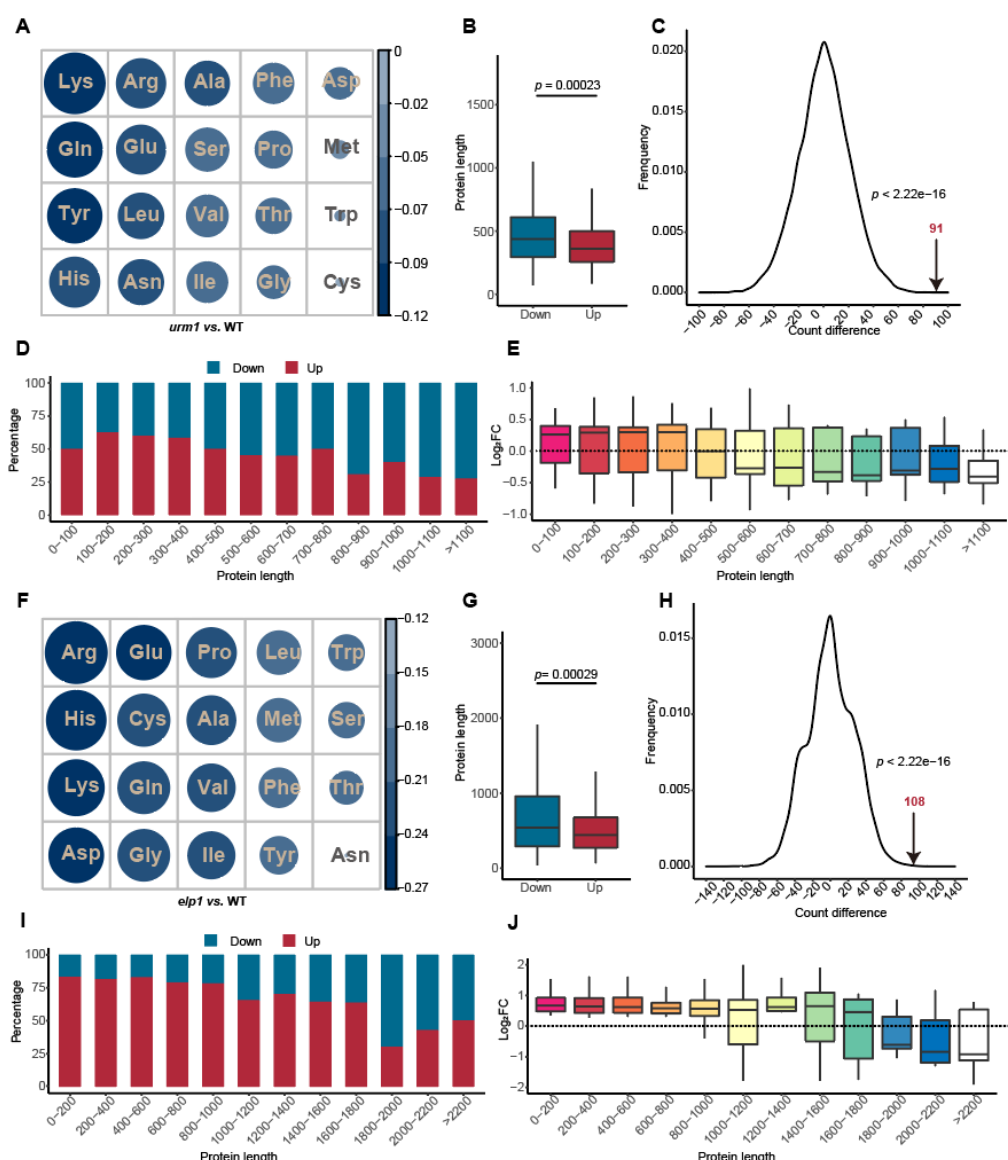 A
Lys Arg Ala Phe Asp
Gln Glu Ser Pro Met
Tyr Leu Val Thr Trp
His Asn Ile Gly Cys
0
−0.02
−0.04
−0.07
−0.09
−0.12
urm1 vs. WT
B
Protein length
1500
1000
500
0
p = 0.00023
Down Up
C
Frenquency
0.020
0.015
0.010
0.005
0.000
p < 2.22e−16
91
−100 −80 −60 −40 −20 0 20 40 60 80 100
Count difference
D
Down Up
Percentage
100
75
50
25
0
0−100 100−200 200−300 300−400 400−500 500−600 600−700 700−800 800−900 900−1000 1000−1100 >1100
Protein length
E
Log₂FC
1.0
0.5
0.0
−0.5
−1.0
0−100 100−200 200−300 300−400 400−500 500−600 600−700 700−800 800−900 900−1000 1000−1100 >1100
Protein length
F
Arg Glu Pro Leu Trp
His Cys Ala Met Ser
Lys Gln Val Phe Thr
Asp Gly Ile Tyr Asn
−0.12
−0.15
−0.18
−0.21
−0.24
−0.27
elp1 vs. WT
G
Protein length
3000
2000
1000
0
p= 0.00029
Down Up
H
Frenquency
0.015
0.010
0.005
0.000
p < 2.22e−16
108
−140 −120 −100 −80 −60 −40 −20 0 20 40 60 80 100 120 140
Count difference
I
Down Up
Percentage
100
75
50
25
0
0−200 200−400 400−600 600−800 800−1000 1000−1200 1200−1400 1400−1600 1600−1800 1800−2000 2000−2200 >2200
Protein length
J
Log₂FC
2
1
0
−1
−2
0−200 200−400 400−600 600−800 800−1000 1000−1200 1200−1400 1400−1600 1600−1800 1800−2000 2000−2200 >2200
Protein length